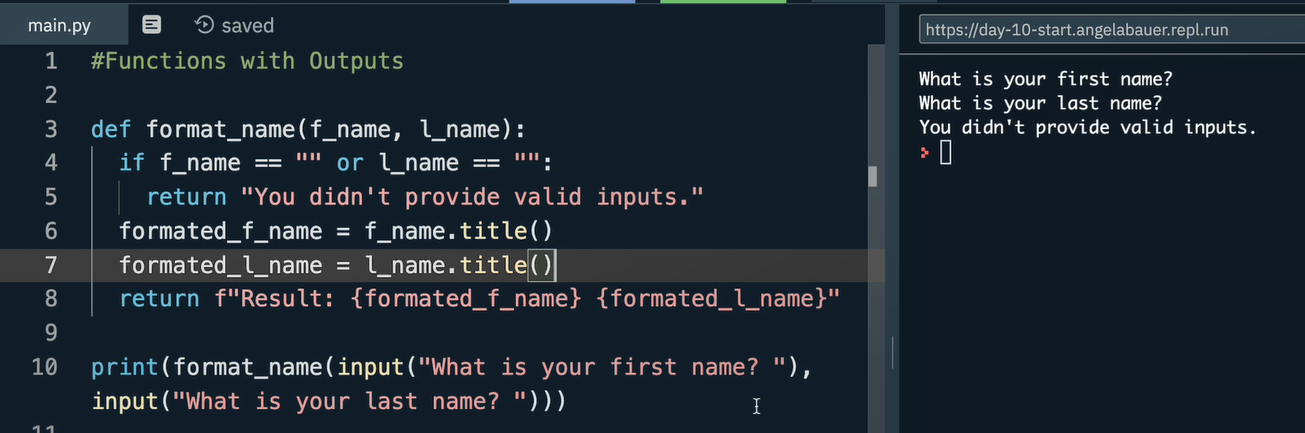 main.py saved
https://day-10-start.angelabauer.repl.run
1 #Functions with Outputs
2
3 def format_name(f_name, l_name):
4 if f_name == "" or l_name == "":
5 return "You didn't provide valid inputs."
6 formated_f_name = f_name.title()
7 formated_l_name = l_name.title()
8 return f"Result: {formated_f_name} {formated_l_name}"
9
10 print(format_name(input("What is your first name? "),
input("What is your last name? ")))
11
What is your first name?
What is your last name?
You didn't provide valid inputs.